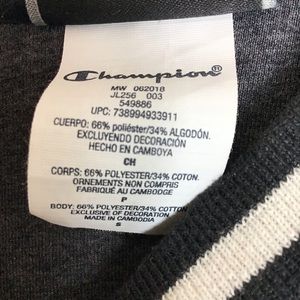 Champion
MW 062018
JL256 003
549886
UPC: 738994933911
CUERPO: 66% poliéster/34% ALGODÓN.
EXCLUYENDO DECORACIÓN
HECHO EN CAMBOYA
CH
CORPS: 66% POLYESTER/34% COTON.
ORNEMENTS NON COMPRIS
FABRIQUÉ AU CAMBODGE
P
BODY: 66% POLYESTER/34% COTTON
EXCLUSIVE OF DECORATION
MADE IN CAMBODIA
S